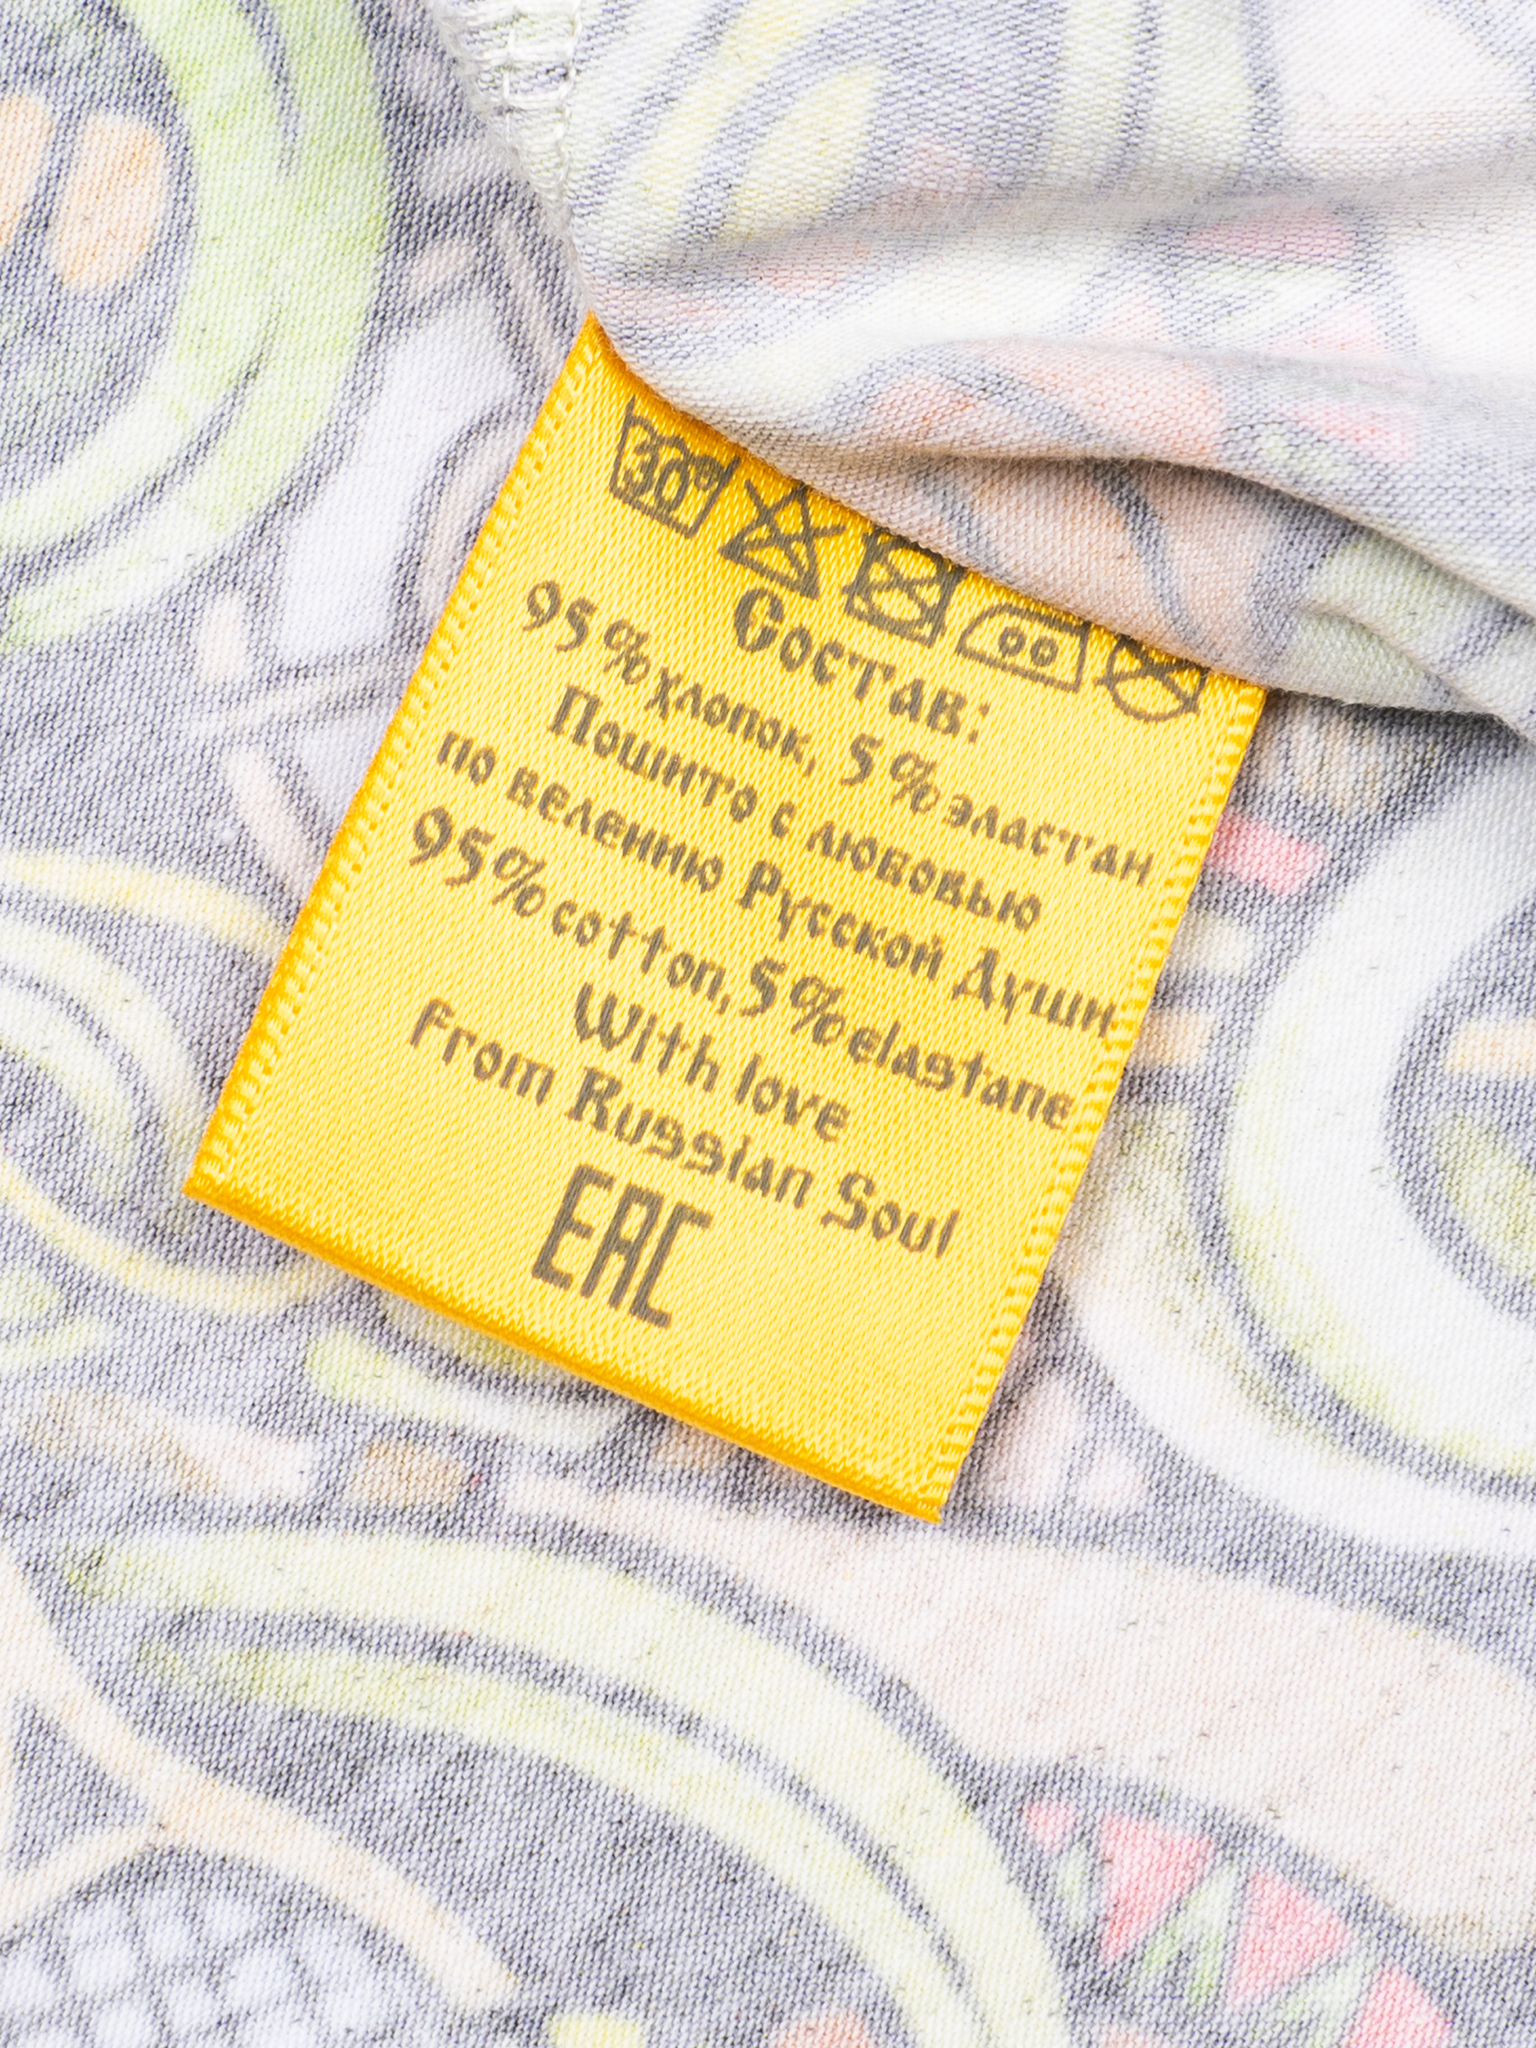 30°
Состав:
95% хлопок, 5% эластан
Пошито с любовью
по велению Русской Души
95% cotton, 5% elastane
With love
from Russian Soul
EAC